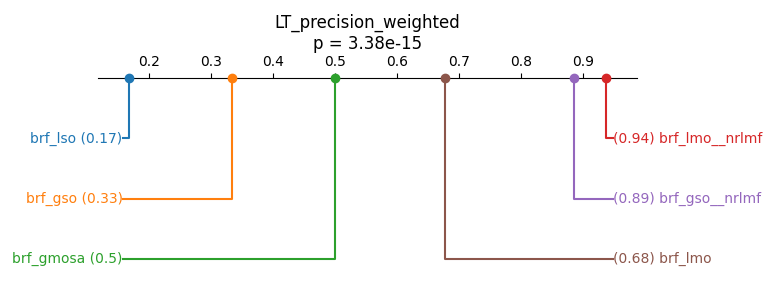 LT_precision_weighted
p = 3.38e-15
0.2 0.3 0.4 0.5 0.6 0.7 0.8 0.9
brf_lso (0.17) (0.94) brf_lmo__nrlmf
brf_gso (0.33) (0.89) brf_gso__nrlmf
brf_gmosa (0.5) (0.68) brf_lmo